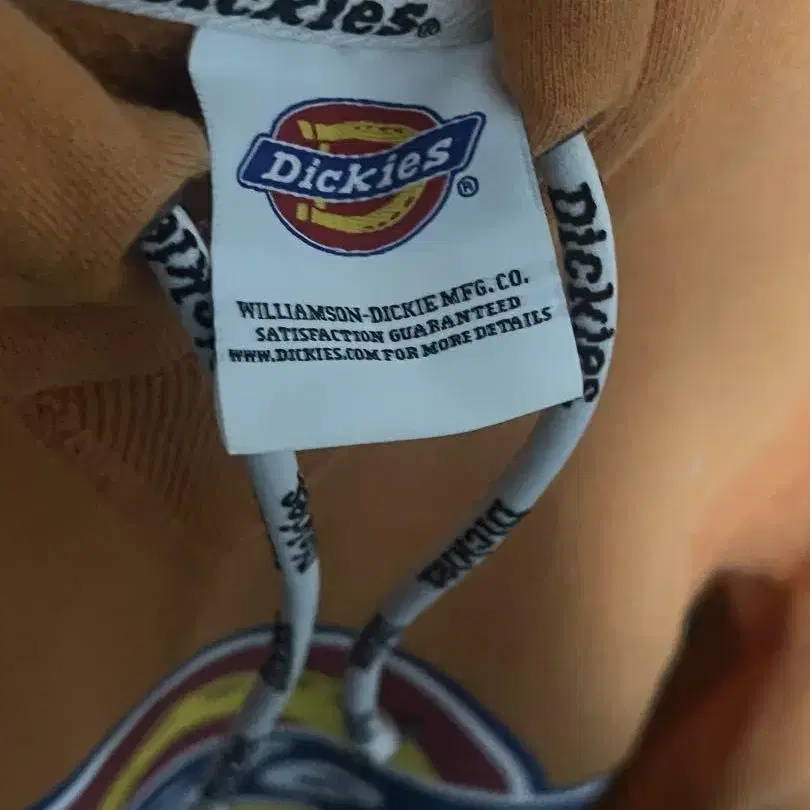 Dickies®
Dickies
®
WILLIAMSON-DICKIE MFG. CO.
SATISFACTION GUARANTEED
WWW.DICKIES.COM FOR MORE DETAILS
Dickies
Dickies